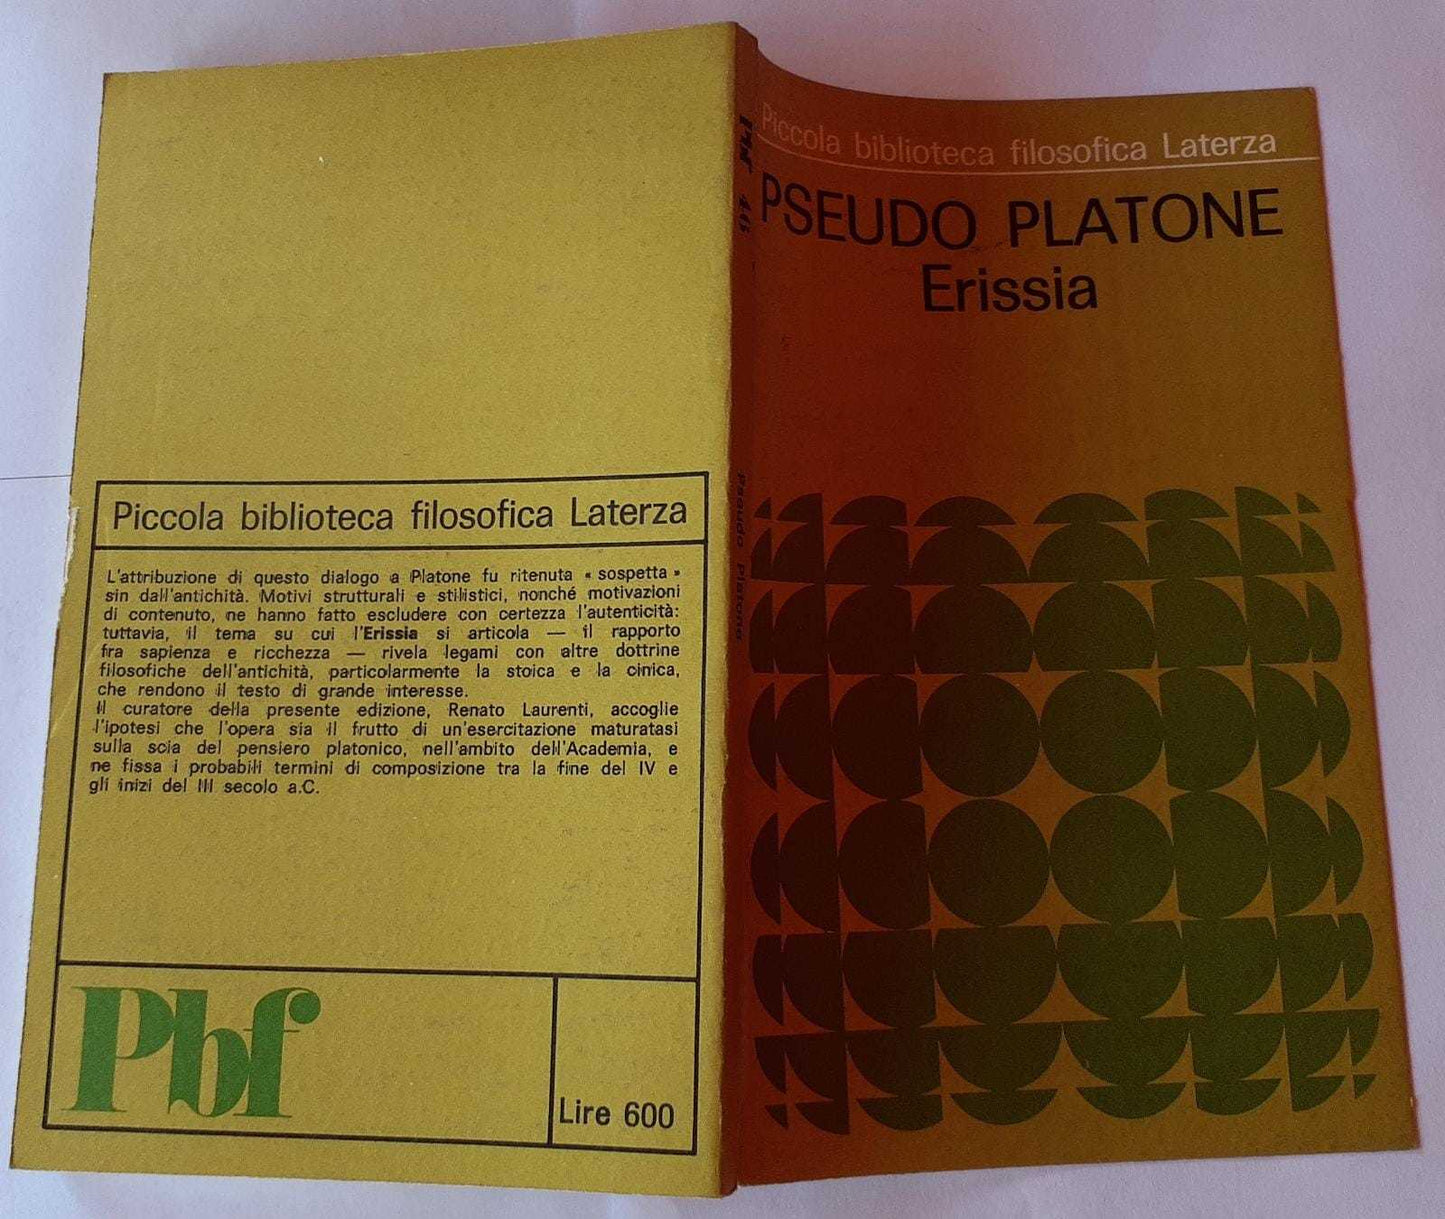 Piccola biblioteca filosofica Laterza
L'attribuzione di questo dialogo a Platone fu ritenuta « sospetta »
sin dall'antichità. Motivi strutturali e stilistici, nonché motivazioni
di contenuto, ne hanno fatto escludere con certezza l'autenticità:
tuttavia, il tema su cui l'Erissia si articola — il rapporto
fra sapienza e ricchezza — rivela legami con altre dottrine
filosofiche dell'antichità, particolarmente la stoica e la cinica,
che rendono il testo di grande interesse.
Il curatore della presente edizione, Renato Laurenti, accoglie
l'ipotesi che l'opera sia il frutto di un'esercitazione maturatasi
sulla scia del pensiero platonico, nell'ambito dell'Academia, e
ne fissa i probabili termini di composizione tra la fine del IV e
gli inizi del III secolo a.C.
Pbf
Lire 600
Pbf
Pseudo Platone
Piccola biblioteca filosofica Laterza
PSEUDO PLATONE
Erissia